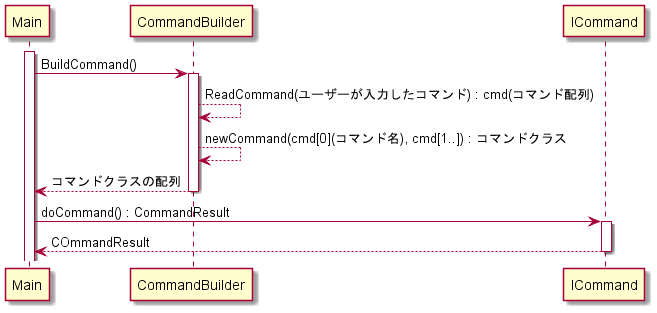 Main
CommandBuilder
ICommand
BuildCommand()
ReadCommand(ユーザーが入力したコマンド) : cmd(コマンド配列)
newCommand(cmd[0](コマンド名), cmd[1..]) : コマンドクラス
コマンドクラスの配列
doCommand() : CommandResult
COmmandResult
Main
CommandBuilder
ICommand